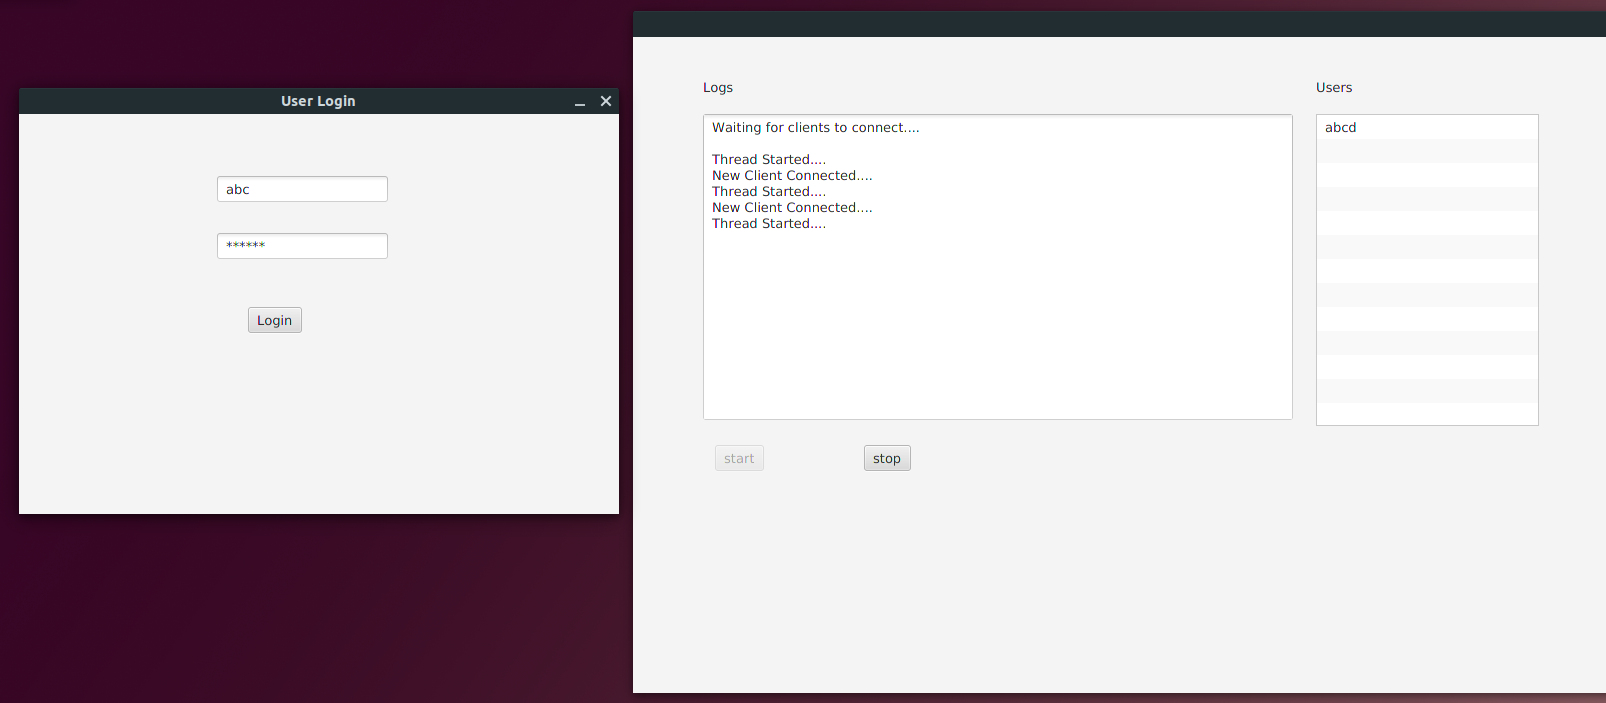 User Login
abc
******
Login
Logs
Waiting for clients to connect....
Thread Started....
New Client Connected....
Thread Started....
New Client Connected....
Thread Started....
start
stop
Users
abcd